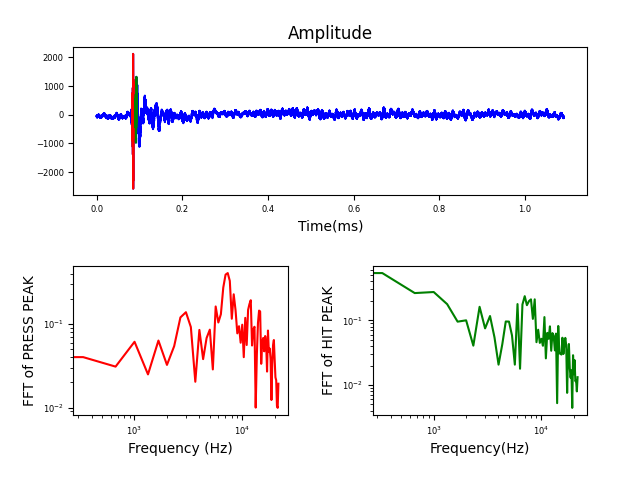 Amplitude
2000
1000
0
−1000
−2000
0.0 0.2 0.4 0.6 0.8 1.0
Time(ms)
FFT of PRESS PEAK
10⁻¹
10⁻²
10³ 10⁴
Frequency (Hz)
FFT of HIT PEAK
10⁻¹
10⁻²
10³ 10⁴
Frequency(Hz)